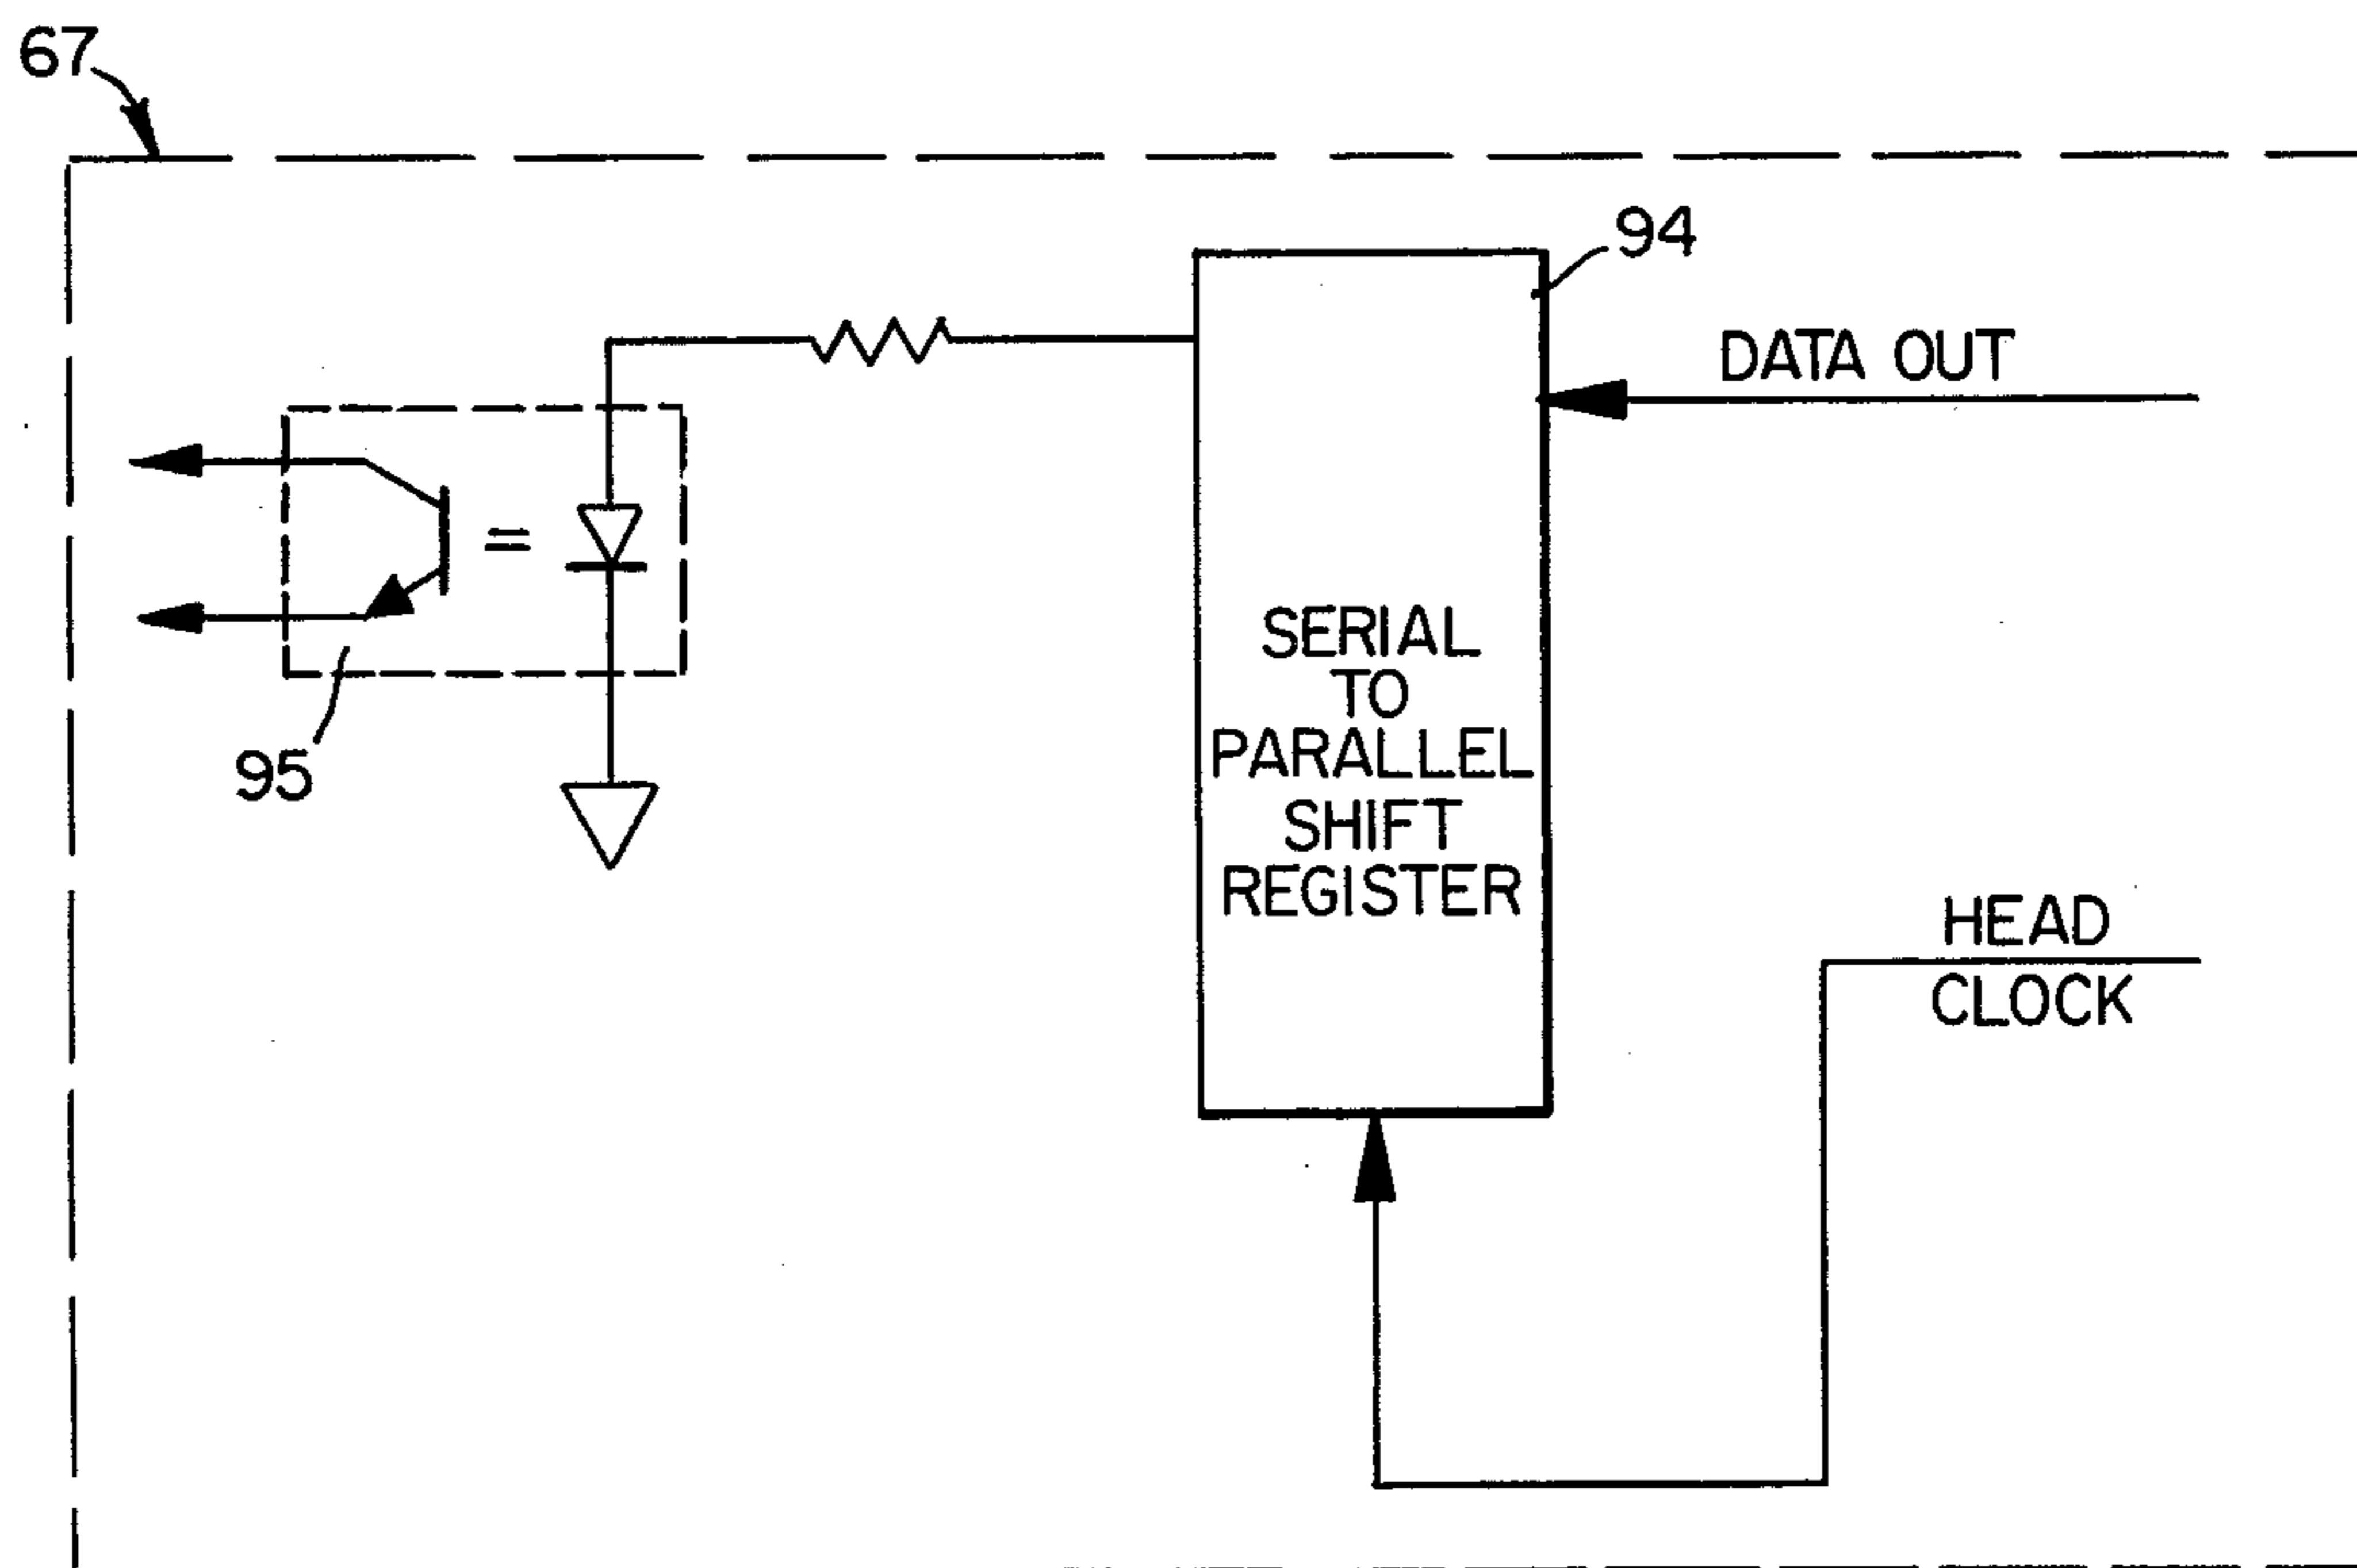 67
94
DATA OUT
SERIAL
TO
PARALLEL
SHIFT
REGISTER
95
HEAD
CLOCK